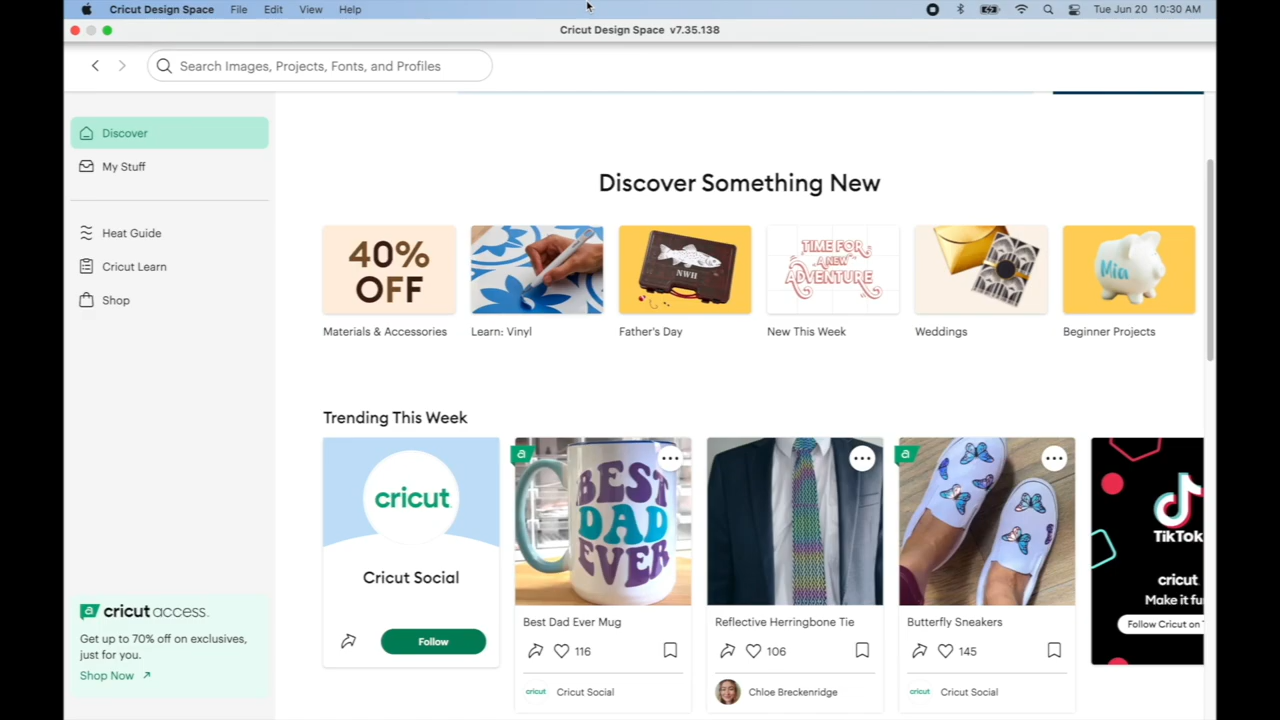 Cricut Design Space File Edit View Help Tue Jun 20 10:30 AM
Cricut Design Space v7.35.138
Search Images, Projects, Fonts, and Profiles
Discover
My Stuff
Heat Guide
Cricut Learn
Shop
a cricut access.
Get up to 70% off on exclusives,
just for you.
Shop Now
Discover Something New
40%
OFF
NWH
TIME FOR
A NEW
ADVENTURE
Mia
Materials & Accessories
Learn: Vinyl
Father's Day
New This Week
Weddings
Beginner Projects
Trending This Week
cricut
Cricut Social
Follow
a
BEST
DAD
EVER
Best Dad Ever Mug
116
cricut Cricut Social
Reflective Herringbone Tie
106
Chloe Breckenridge
a
Butterfly Sneakers
145
cricut Cricut Social
TikTok
cricut
Make it fu
Follow Cricut on T